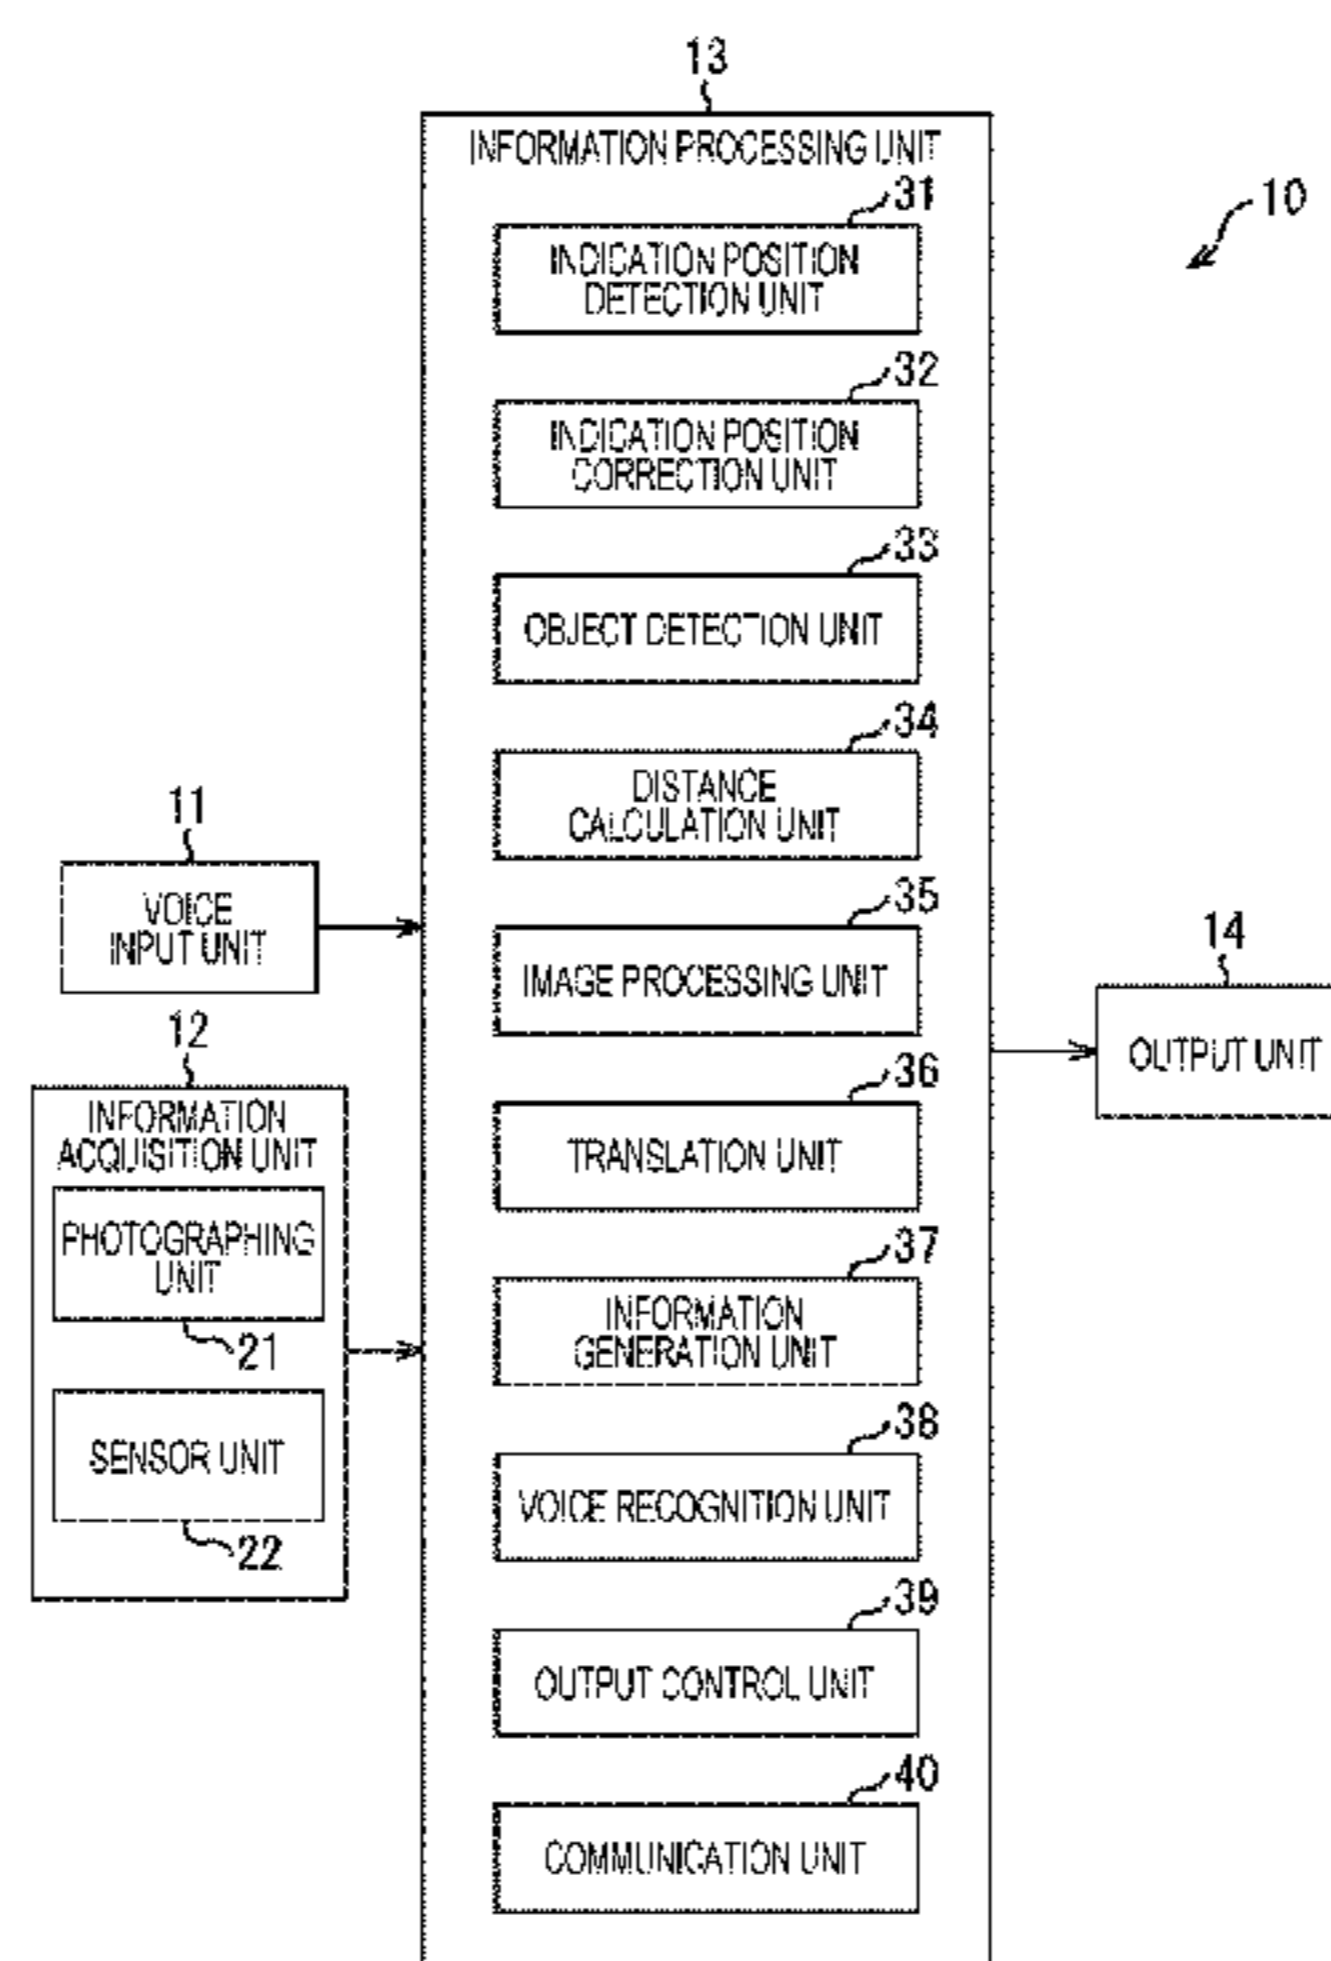 13
INFORMATION PROCESSING UNIT
10
31
INDICATION POSITION
DETECTION UNIT
32
INDICATION POSITION
CORRECTION UNIT
33
OBJECT DETECTION UNIT
34
DISTANCE
CALCULATION UNIT
11
VOICE
INPUT UNIT
35
IMAGE PROCESSING UNIT
14
OUTPUT UNIT
12
INFORMATION
ACQUISITION UNIT
PHOTOGRAPHING
UNIT
21
SENSOR UNIT
22
36
TRANSLATION UNIT
37
INFORMATION
GENERATION UNIT
38
VOICE RECOGNITION UNIT
39
OUTPUT CONTROL UNIT
40
COMMUNICATION UNIT